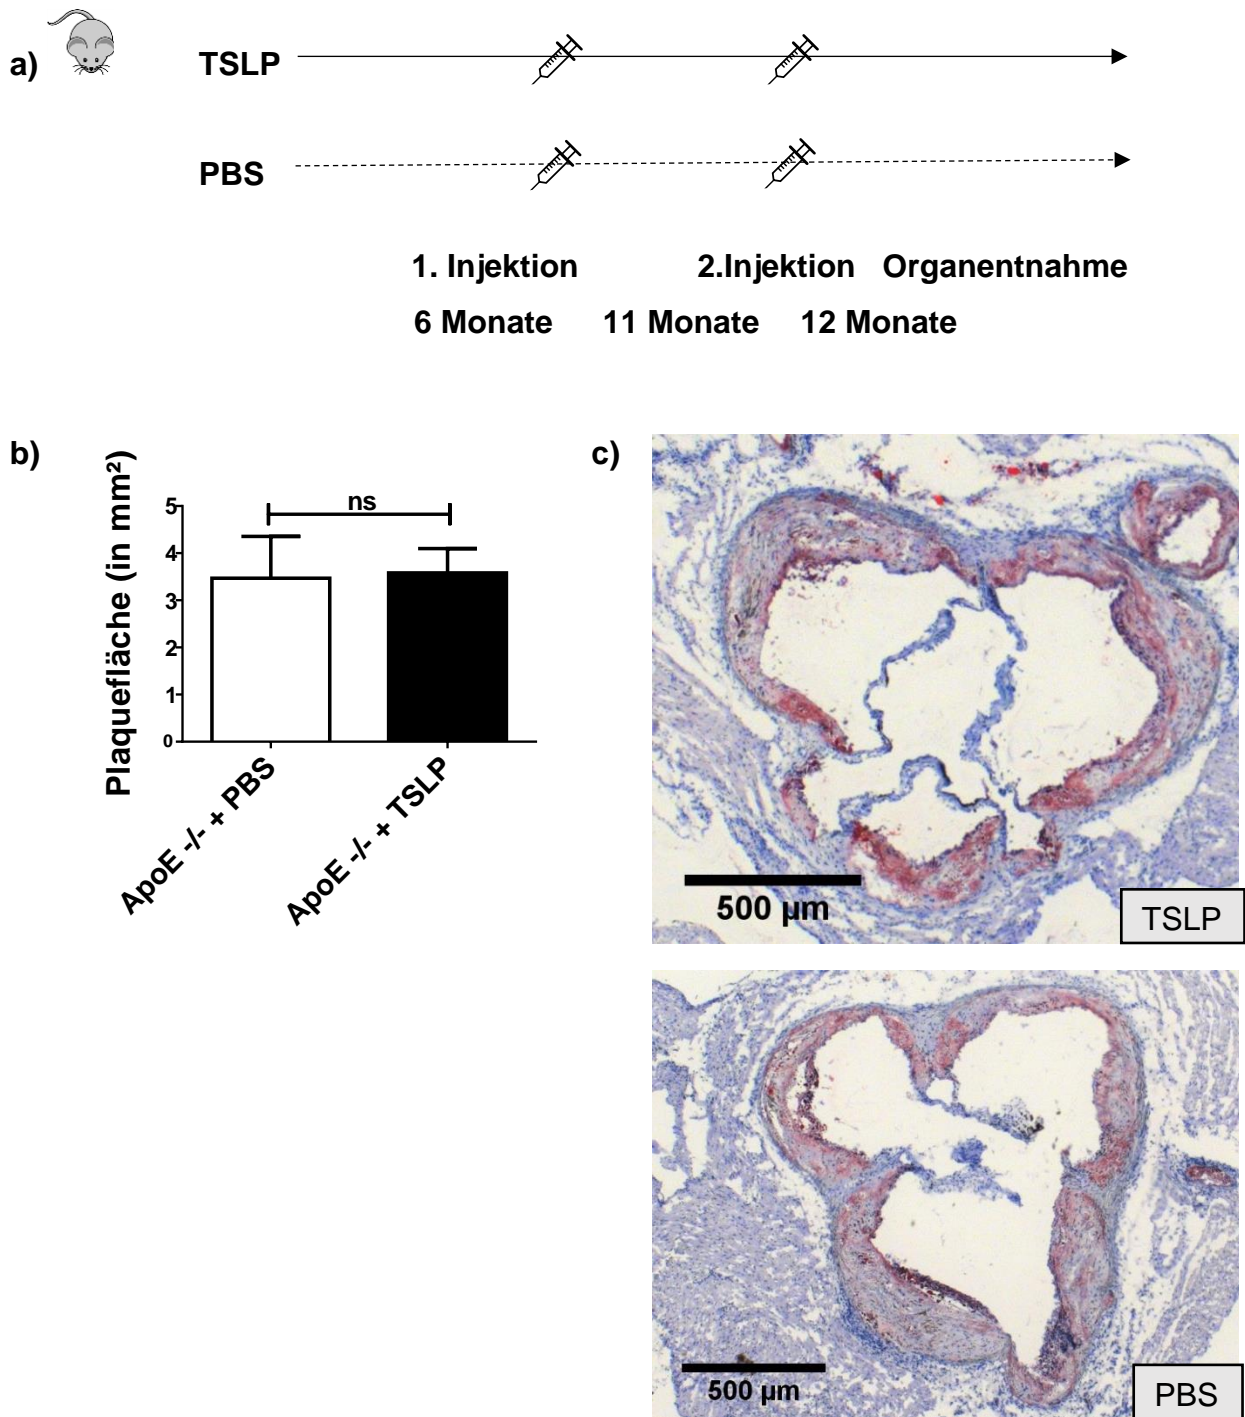 a)
TSLP
PBS
1. Injektion 2.Injektion Organentnahme
6 Monate 11 Monate 12 Monate
b)
Plaquefläche (in mm²)
5
4
3
2
1
0
ns
ApoE -/- + PBS
ApoE -/- + TSLP
c)
500 µm
TSLP
500 µm
PBS